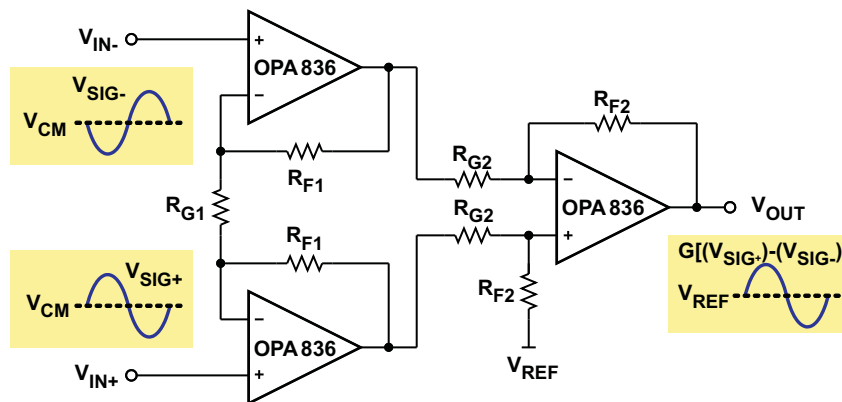 V_IN-
+
OPA 836
−
V_SIG-
V_CM
R_F1
R_G1
R_F1
V_SIG+
V_CM
−
OPA 836
+
V_IN+
R_G2
R_G2
R_F2
−
OPA 836
+
R_F2
V_REF
V_OUT
G[(V_SIG+)-(V_SIG-)
V_REF